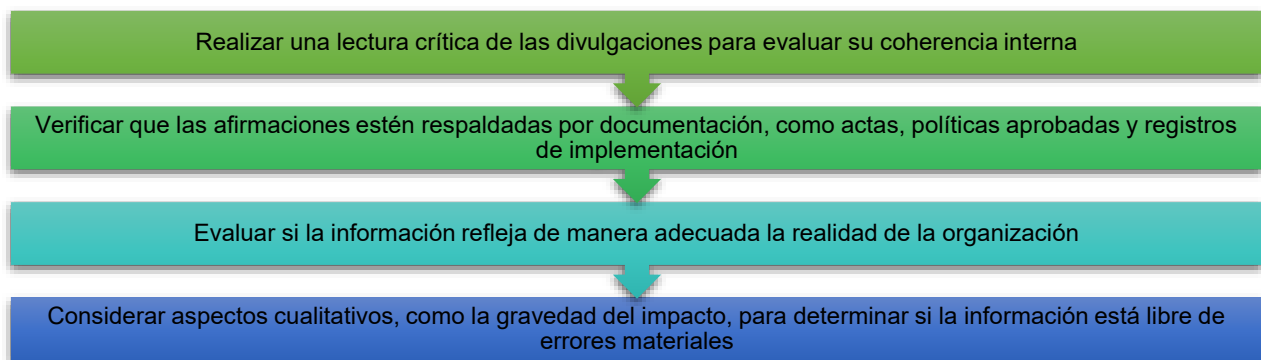 Realizar una lectura crítica de las divulgaciones para evaluar su coherencia interna
Verificar que las afirmaciones estén respaldadas por documentación, como actas, políticas aprobadas y registros
de implementación
Evaluar si la información refleja de manera adecuada la realidad de la organización
Considerar aspectos cualitativos, como la gravedad del impacto, para determinar si la información está libre de
errores materiales